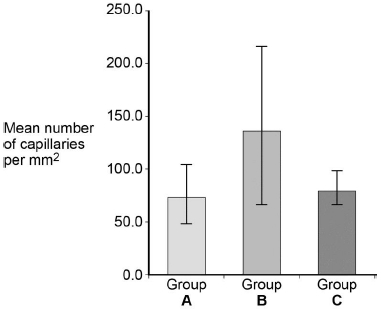 250.0
200.0
150.0
100.0
50.0
0.0
Mean number
of capillaries
per mm²
Group
A
Group
B
Group
C